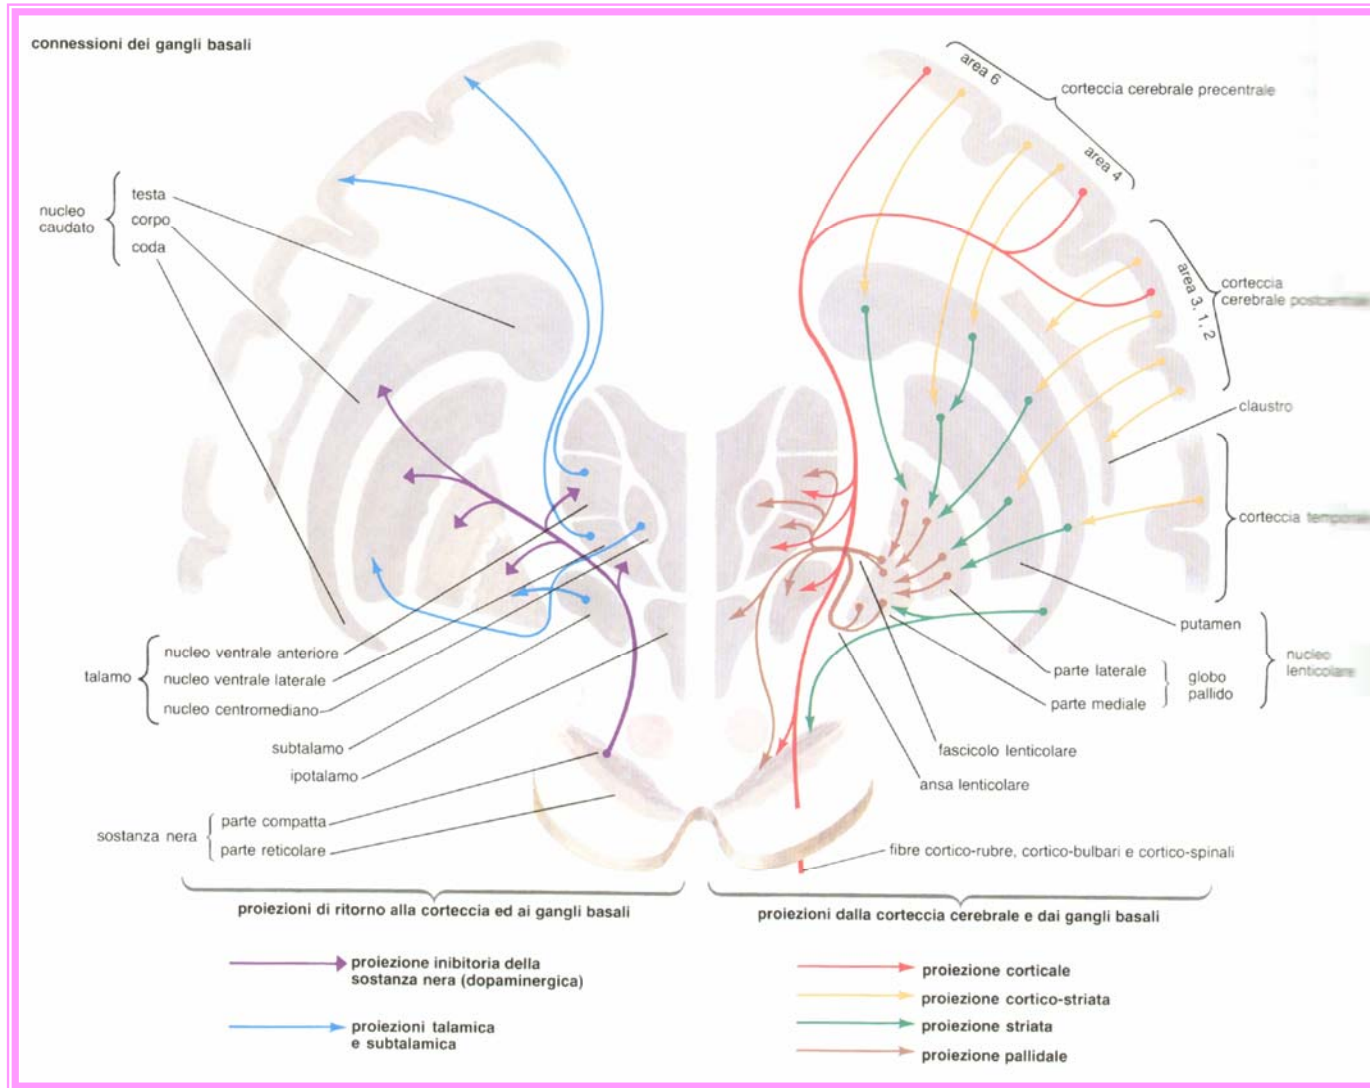 connessioni dei gangli basali
area 6
corteccia cerebrale precentrale
area 4
testa
nucleo
caudato
corpo
coda
area 3, 1, 2
corteccia
cerebrale
claustro
corteccia
putamen
nucleo
lenticolare
talamo
nucleo ventrale anteriore
nucleo ventrale laterale
nucleo centromediano
parte laterale
parte mediale
globo
pallido
subtalamo
ipotalamo
fascicolo lenticolare
ansa lenticolare
sostanza nera
parte compatta
parte reticolare
fibre cortico-rubre, cortico-bulbari e cortico-spinali
proiezioni di ritorno alla corteccia ed ai gangli basali
proiezioni dalla corteccia cerebrale e dai gangli basali
proiezione inibitoria della
sostanza nera (dopaminergica)
proiezioni talamica
e subtalamica
proiezione corticale
proiezione cortico-striata
proiezione striata
proiezione pallidale